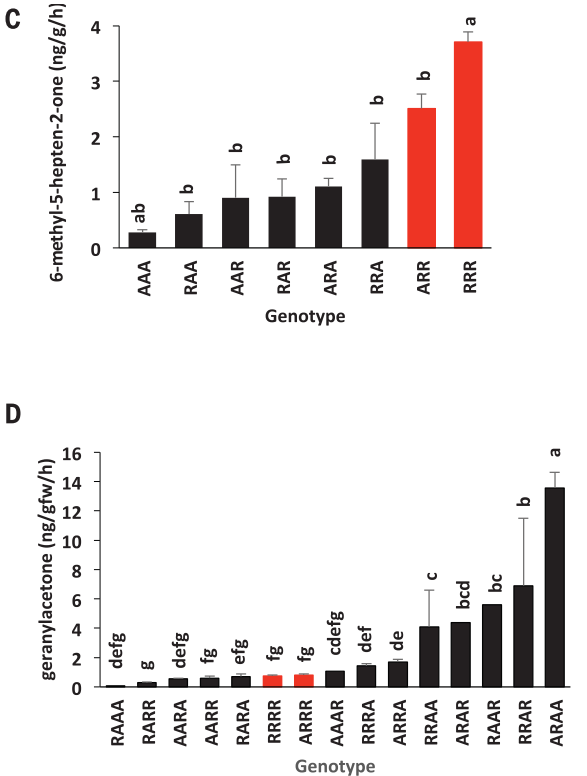 C
6-methyl-5-hepten-2-one (ng/g/h)
4
3
2
1
0
ab
b
b
b
b
b
b
a
AAA
RAA
AAR
RAR
ARA
RRA
ARR
RRR
Genotype
D
geranylacetone (ng/gfw/h)
16
14
12
10
8
6
4
2
0
defg
g
defg
fg
efg
fg
fg
cdefg
def
de
c
bcd
bc
b
a
RAAA
RARR
AARA
AARR
RARA
RRRR
ARRR
AAAR
RRRA
ARRA
RRAA
ARAR
RAAR
RRAR
ARAA
Genotype